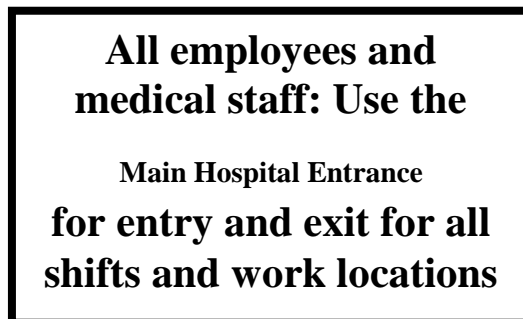 All employees and
medical staff: Use the
Main Hospital Entrance
for entry and exit for all
shifts and work locations